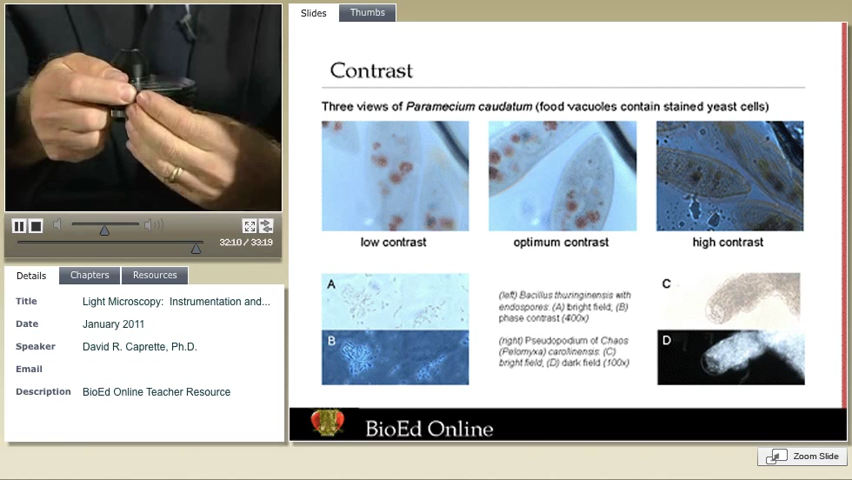 Slides
Thumbs
Contrast
Three views of Paramecium caudatum (food vacuoles contain stained yeast cells)
low contrast
optimum contrast
high contrast
A
B
(left) Bacillus thuringinensis with
endospores: (A) bright field; (B)
phase contrast (400x)
(right) Pseudopodium of Chaos
(Pelomyxa) carolinensis: (C)
bright field; (D) dark field (100x)
C
D
BioEd Online
Zoom Slide
32:10 / 33:19
Details
Chapters
Resources
Title
Light Microscopy: Instrumentation and...
Date
January 2011
Speaker
David R. Caprette, Ph.D.
Email
Description
BioEd Online Teacher Resource